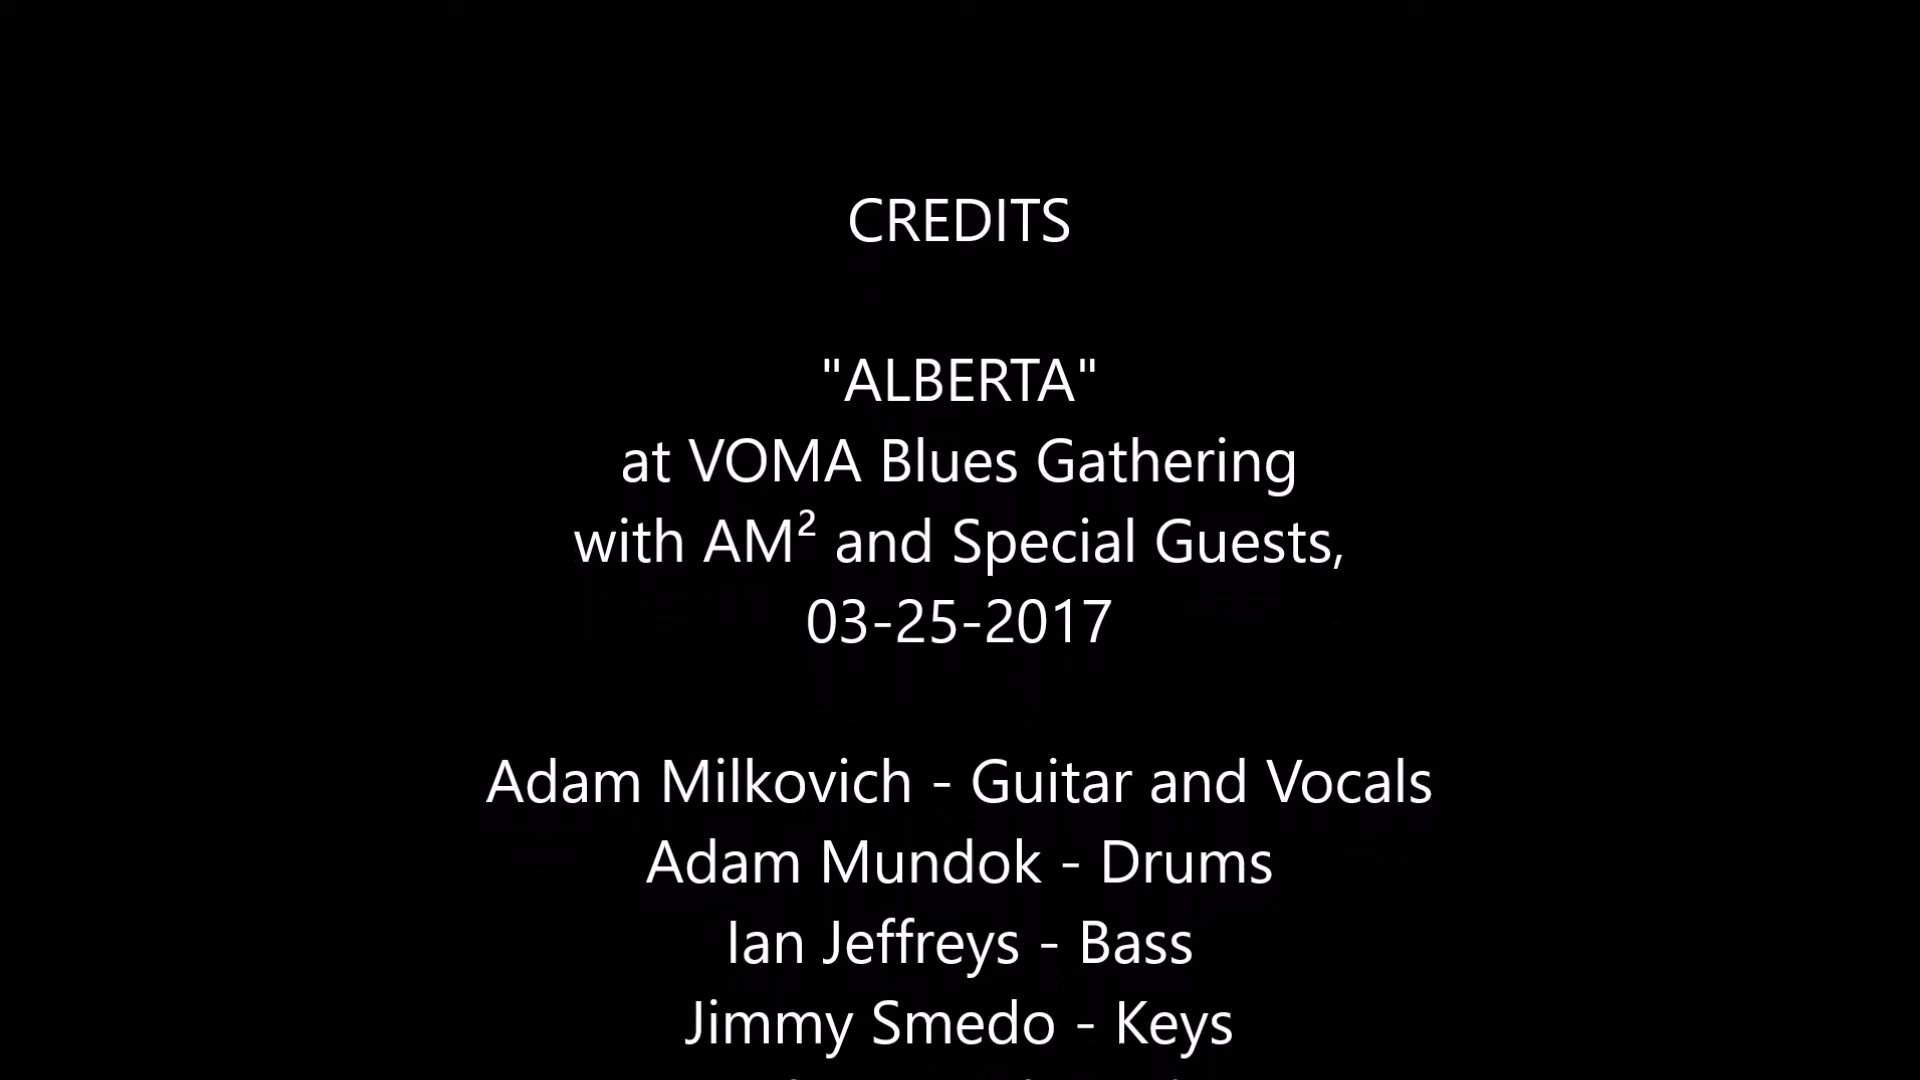 CREDITS
"ALBERTA"
at VOMA Blues Gathering
with AM² and Special Guests,
03-25-2017
Adam Milkovich - Guitar and Vocals
Adam Mundok - Drums
Ian Jeffreys - Bass
Jimmy Smedo - Keys